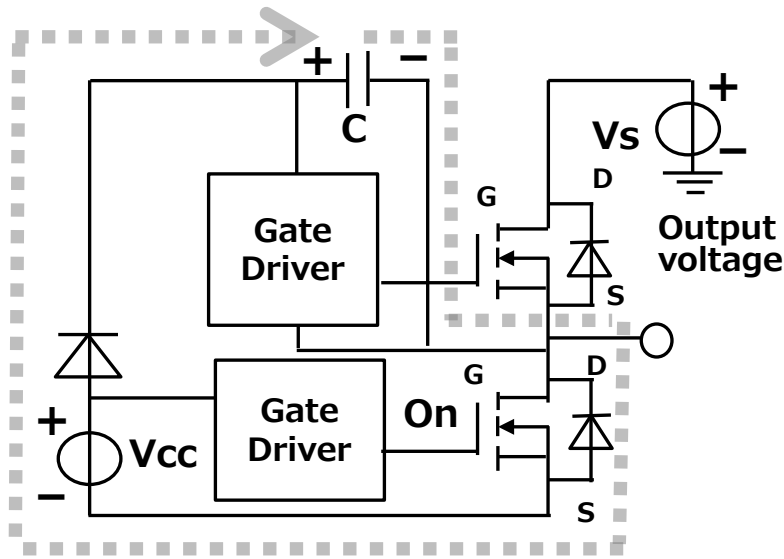 +
−
C
+
Vs
−
D
G
Gate
Driver
Output
voltage
S
G
D
+
Gate
Driver
On
Vcc
−
S